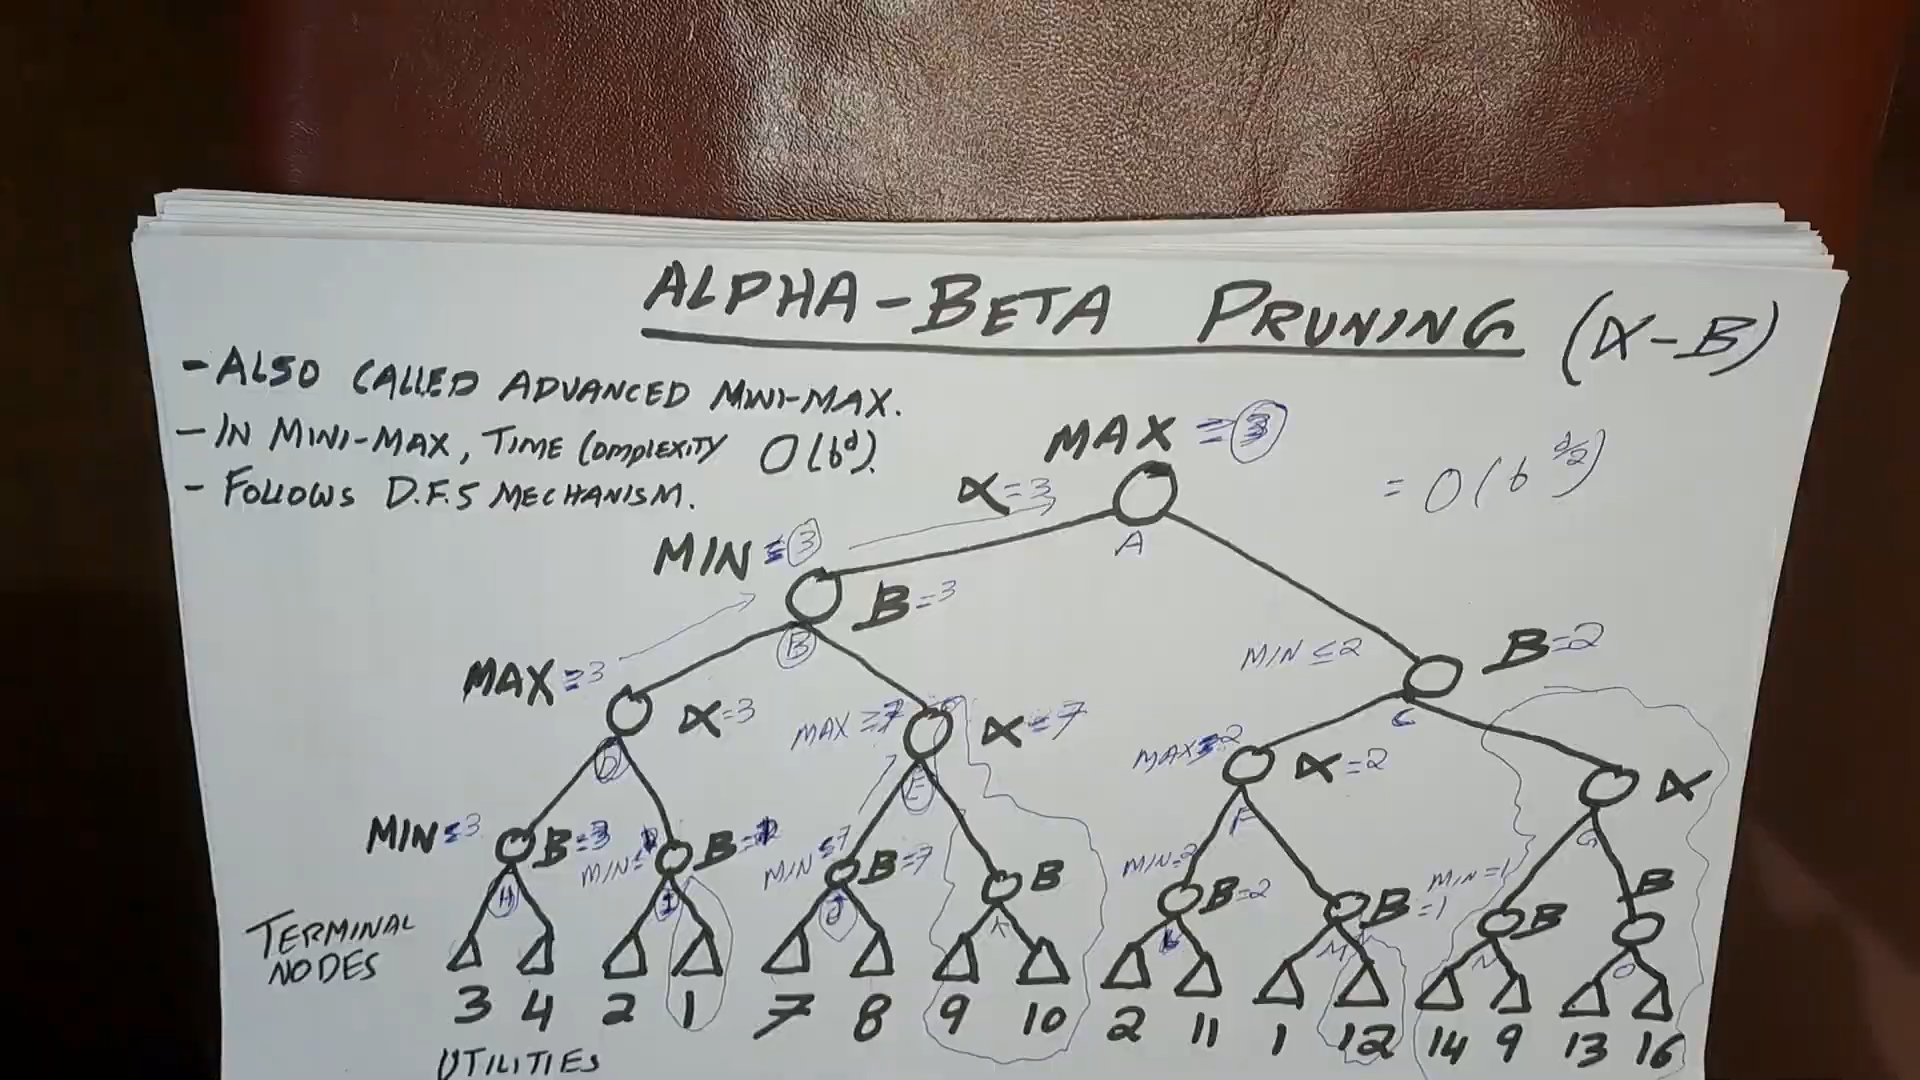 ALPHA-BETA PRUNING (α-B)
- ALSO CALLED ADVANCED MINI-MAX.
- IN MINI-MAX, TIME COMPLEXITY O(b^d).
- FOLLOWS D.F.S MECHANISM.
MAX = 3
= O(b^d/2)
α=3
A
MIN ≤ 3
B=3
B
MIN ≤ 2
B=2
C
MAX ≥ 3
α=3
D
MAX ≥ 7
α=7
E
MAX 2
α=2
F
α
G
MIN ≤ 3
B=3
H
MIN
B=
I
MIN ≤ 7
B=7
J
B
K
MIN=2
B=2
L
MIN=1
B=1
M
B
N
B
O
TERMINAL
NODES
3 4 2 1 7 8 9 10 2 11 1 12 14 9 13 16
UTILITIES